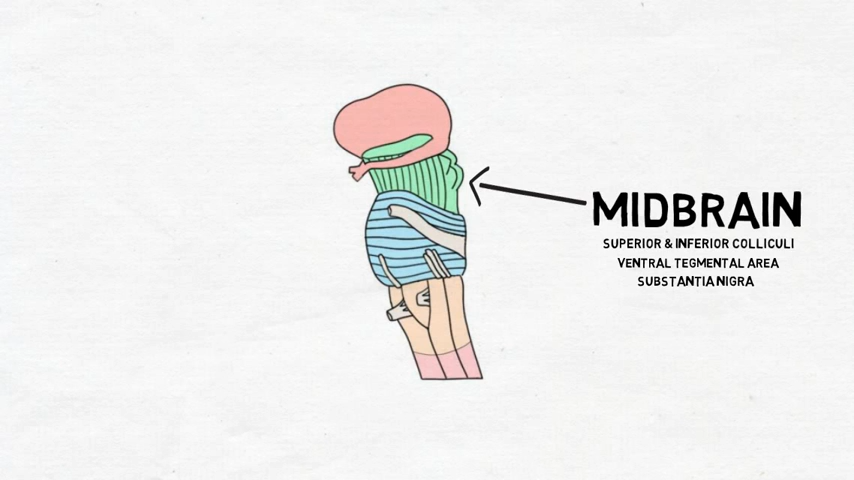 MIDBRAIN
SUPERIOR & INFERIOR COLLICULI
VENTRAL TEGMENTAL AREA
SUBSTANTIA NIGRA